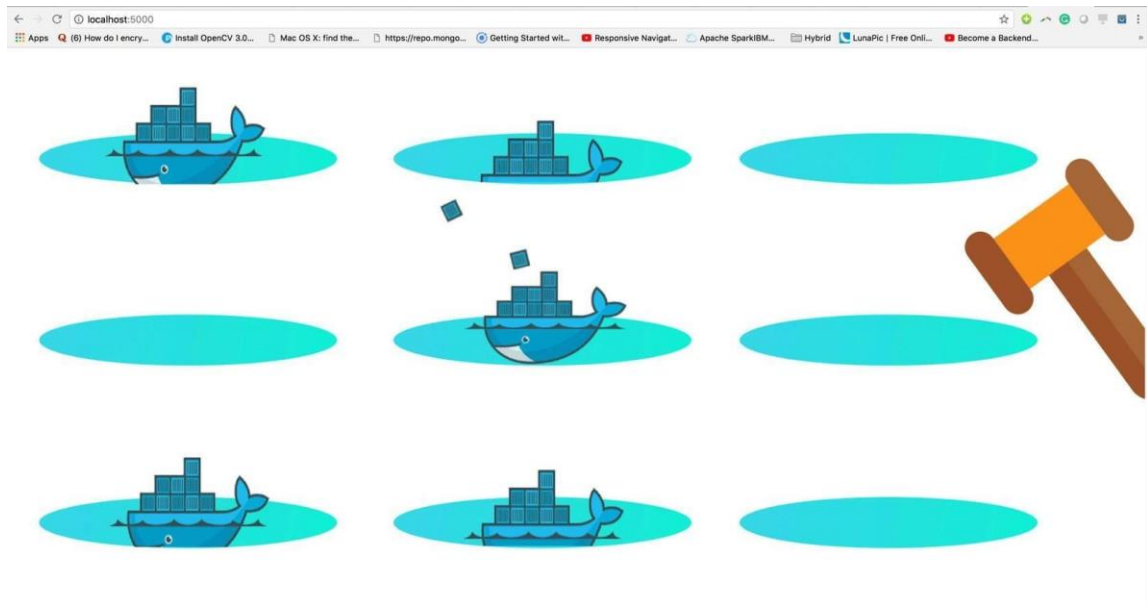 localhost:5000
Apps (6) How do I encry... Install OpenCV 3.0... Mac OS X: find the... https://repo.mongo... Getting Started wit... Responsive Navigat... Apache SparkIBM... Hybrid LunaPic | Free Onli... Become a Backend... »